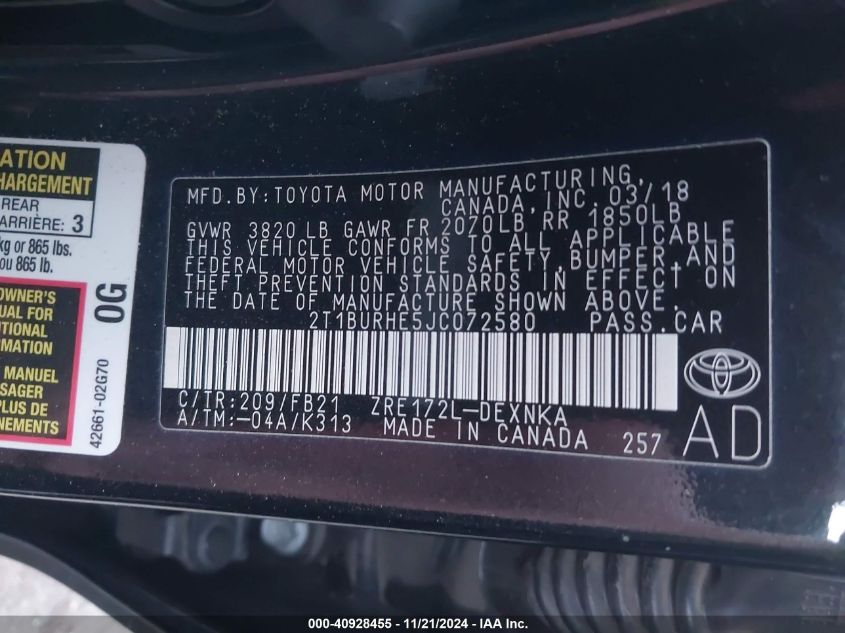 ATION
HARGEMENT
REAR
ARRIÈRE: 3
kg or 865 lbs.
ou 865 lb.
OWNER'S
UAL FOR
TIONAL
RMATION
MANUEL
SAGER
PLUS DE
NEMENTS
42661-02G70
0G
MFD.BY:TOYOTA MOTOR MANUFACTURING,
CANADA,INC. 03/18
GVWR 3820 LB GAWR FR 2070LB RR 1850LB
THIS VEHICLE CONFORMS TO ALL APPLICABLE
FEDERAL MOTOR VEHICLE SAFETY,BUMPER,AND
THEFT PREVENTION STANDARDS IN EFFECT ON
THE DATE OF MANUFACTURE SHOWN ABOVE.
2T1BURHE5JC072580 PASS.CAR
C/TR:209/FB21 ZRE172L-DEXNKA
A/TM:-04A/K313 MADE IN CANADA 257
AD
000-40928455 - 11/21/2024 - IAA Inc.